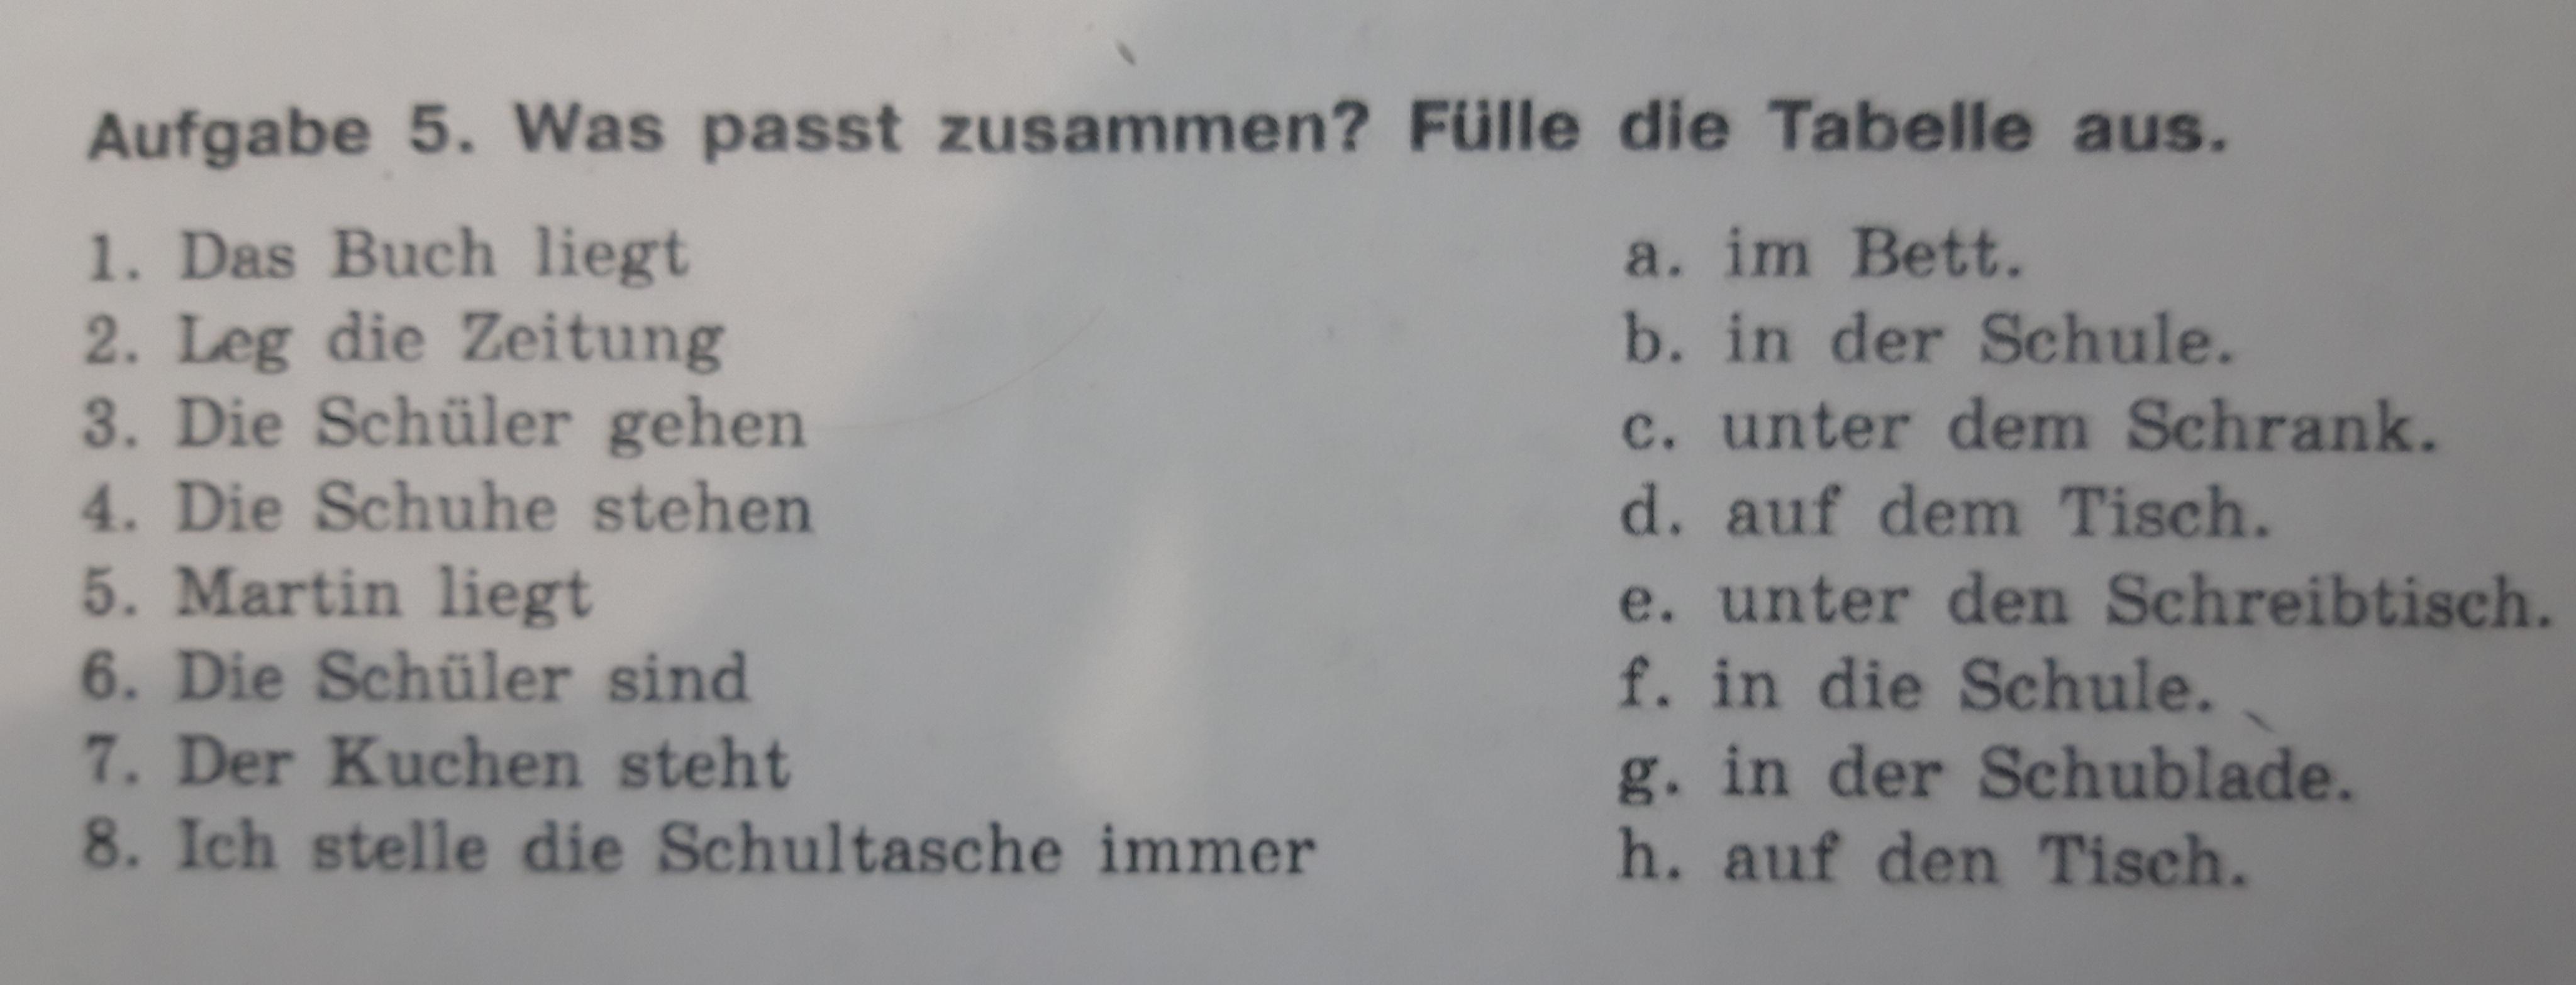 Aufgabe 5. Was passt zusammen? Fülle die Tabelle aus.
1. Das Buch liegt
2. Leg die Zeitung
3. Die Schüler gehen
4. Die Schuhe stehen
5. Martin liegt
6. Die Schüler sind
7. Der Kuchen steht
8. Ich stelle die Schultasche immer
a. im Bett.
b. in der Schule.
c. unter dem Schrank.
d. auf dem Tisch.
e. unter den Schreibtisch.
f. in die Schule.
g. in der Schublade.
h. auf den Tisch.